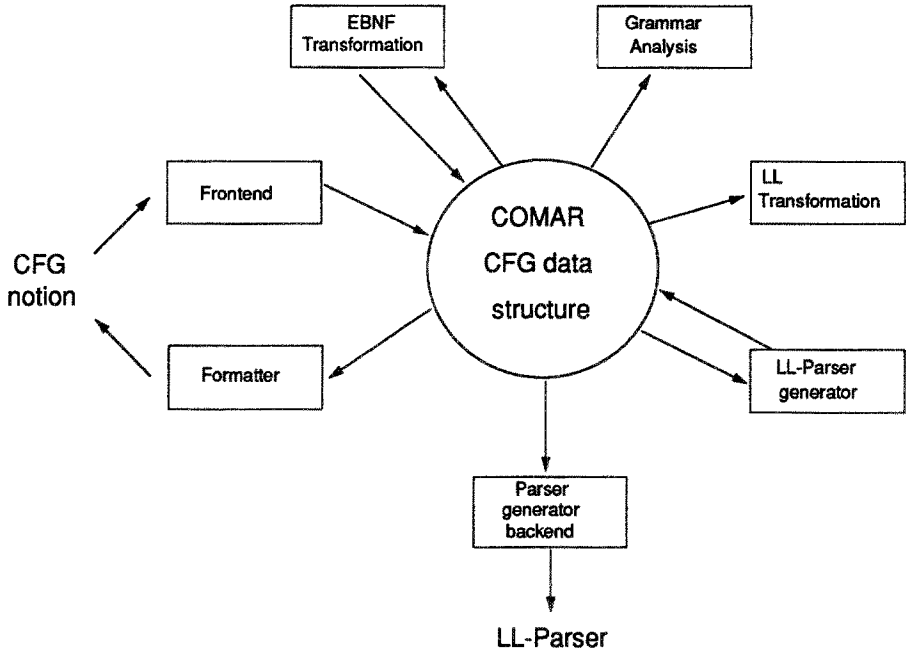 EBNF
Transformation
Grammar
Analysis
Frontend
COMAR
CFG data
structure
LL
Transformation
CFG
notion
Formatter
LL-Parser
generator
Parser
generator
backend
LL-Parser